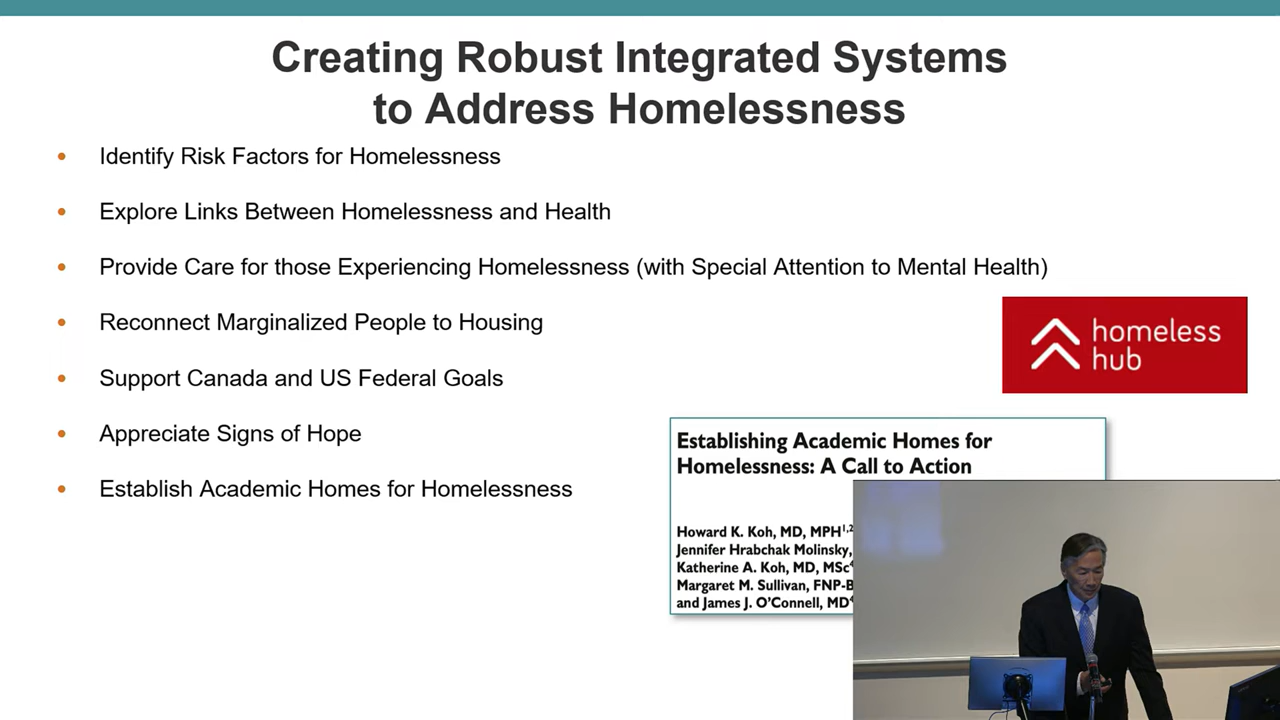 Creating Robust Integrated Systems
to Address Homelessness
• Identify Risk Factors for Homelessness
• Explore Links Between Homelessness and Health
• Provide Care for those Experiencing Homelessness (with Special Attention to Mental Health)
• Reconnect Marginalized People to Housing
• Support Canada and US Federal Goals
• Appreciate Signs of Hope
• Establish Academic Homes for Homelessness
homeless
hub
Establishing Academic Homes for
Homelessness: A Call to Action
Howard K. Koh, MD, MPH1,2
Jennifer Hrabchak Molinsky,
Katherine A. Koh, MD, MSc
Margaret M. Sullivan, FNP-B
and James J. O'Connell, MD